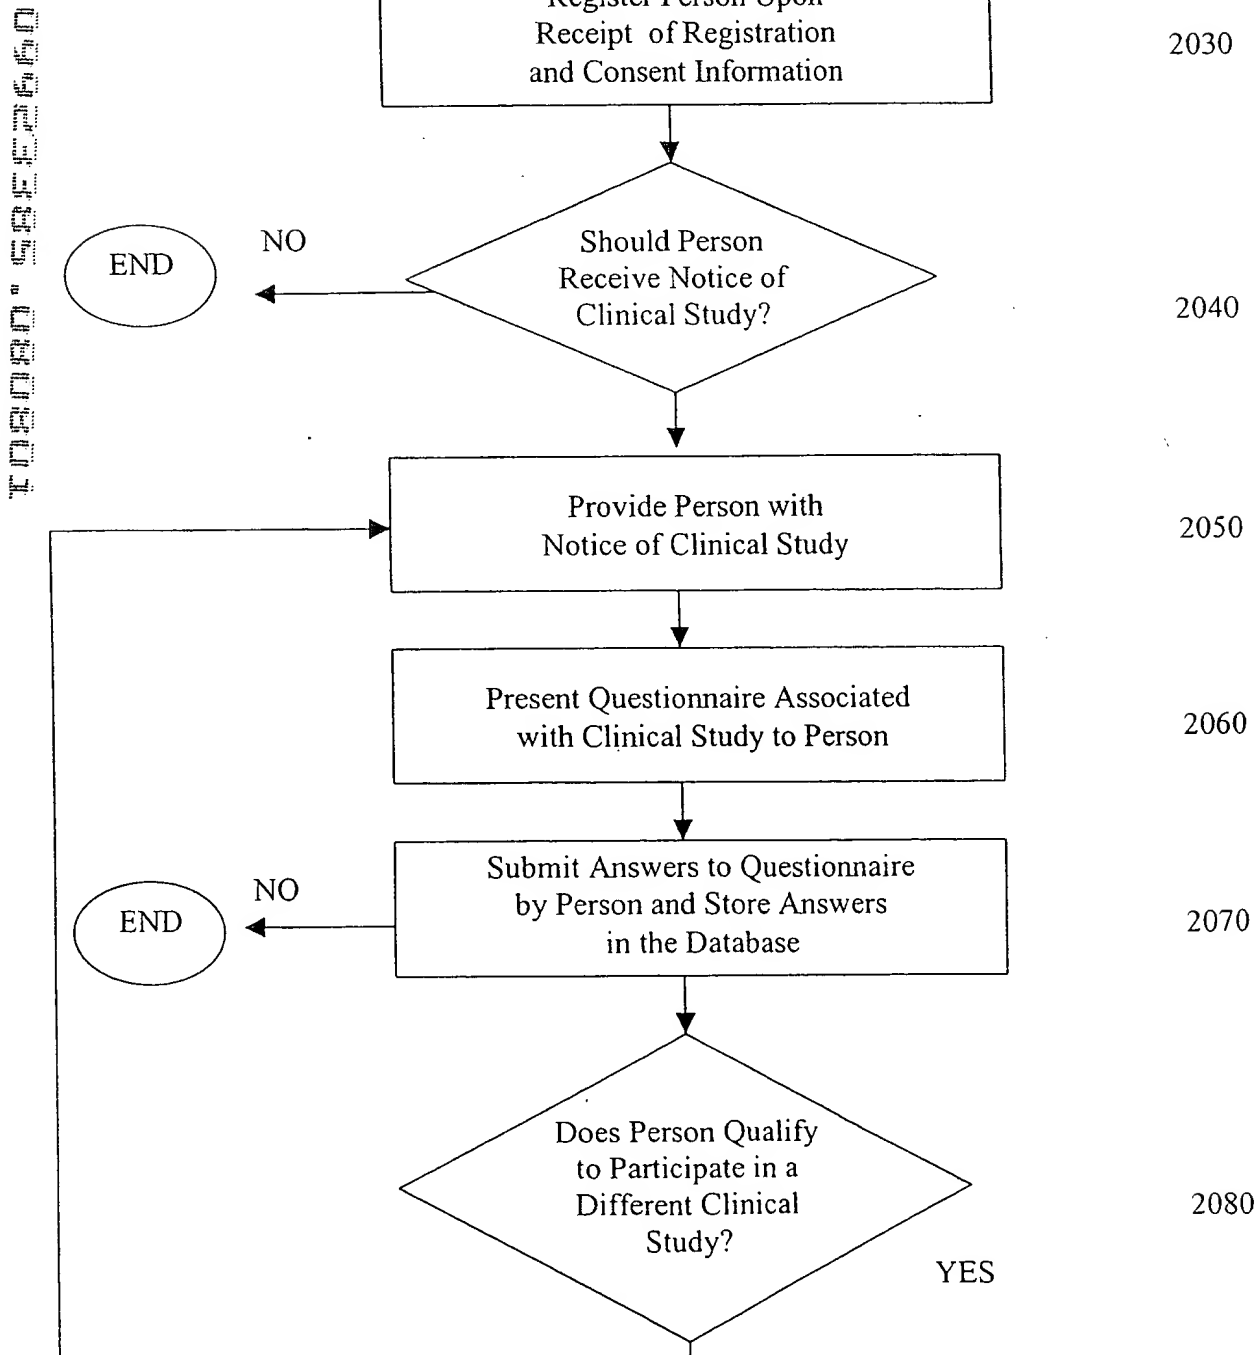 Register Person Upon
Receipt of Registration
and Consent Information
2030
NO
END
Should Person
Receive Notice of
Clinical Study?
2040
Provide Person with
Notice of Clinical Study
2050
Present Questionnaire Associated
with Clinical Study to Person
2060
NO
END
Submit Answers to Questionnaire
by Person and Store Answers
in the Database
2070
Does Person Qualify
to Participate in a
Different Clinical
Study?
2080
YES